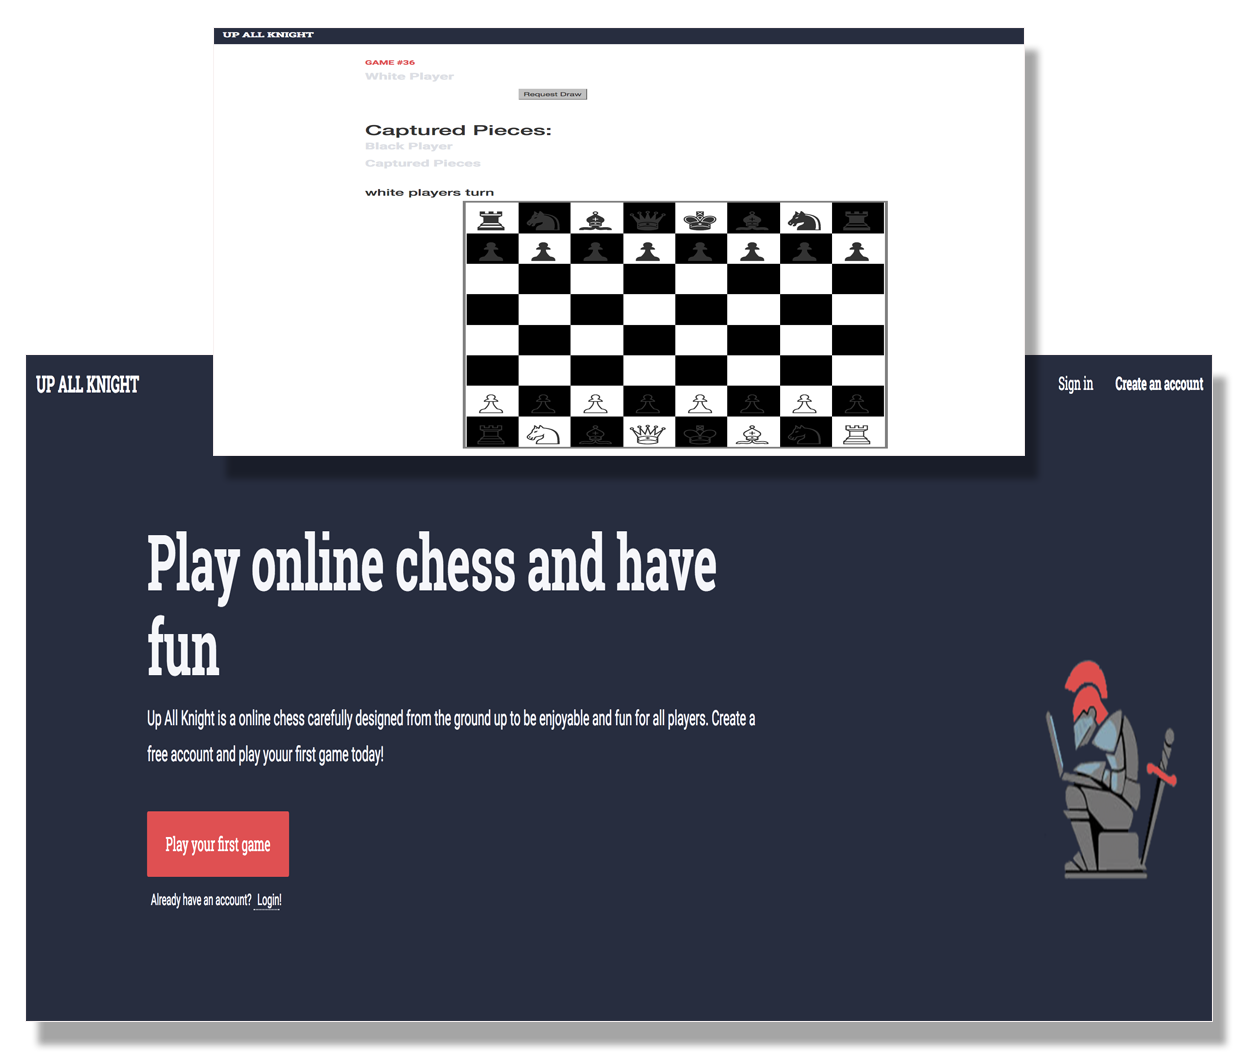 UP ALL KNIGHT
GAME #36
White Player
Request Draw
Captured Pieces:
Black Player
Captured Pieces
white players turn
UP ALL KNIGHT
Sign in
Create an account
Play online chess and have
fun
Up All Knight is a online chess carefully designed from the ground up to be enjoyable and fun for all players. Create a
free account and play youur first game today!
Play your first game
Already have an account? Login!